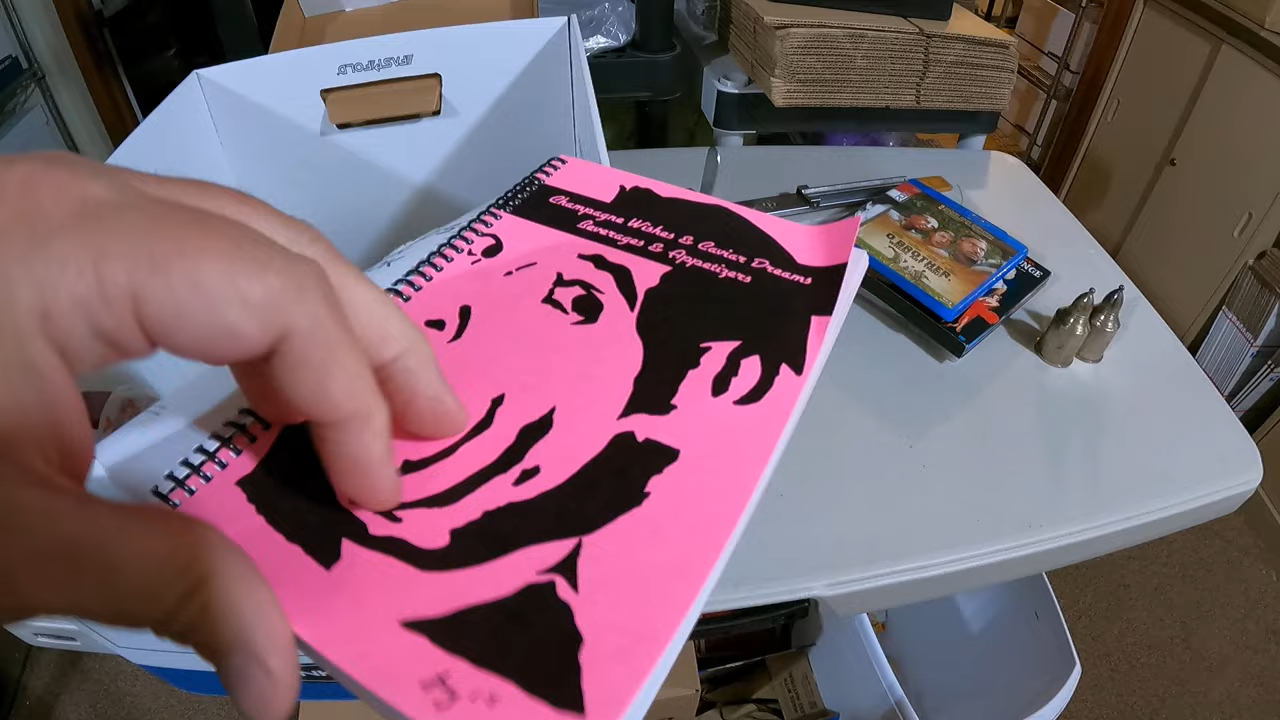 FASTFOLD
Champagne Wishes & Caviar Dreams
Beverages & Appetizers
O BROTHER,